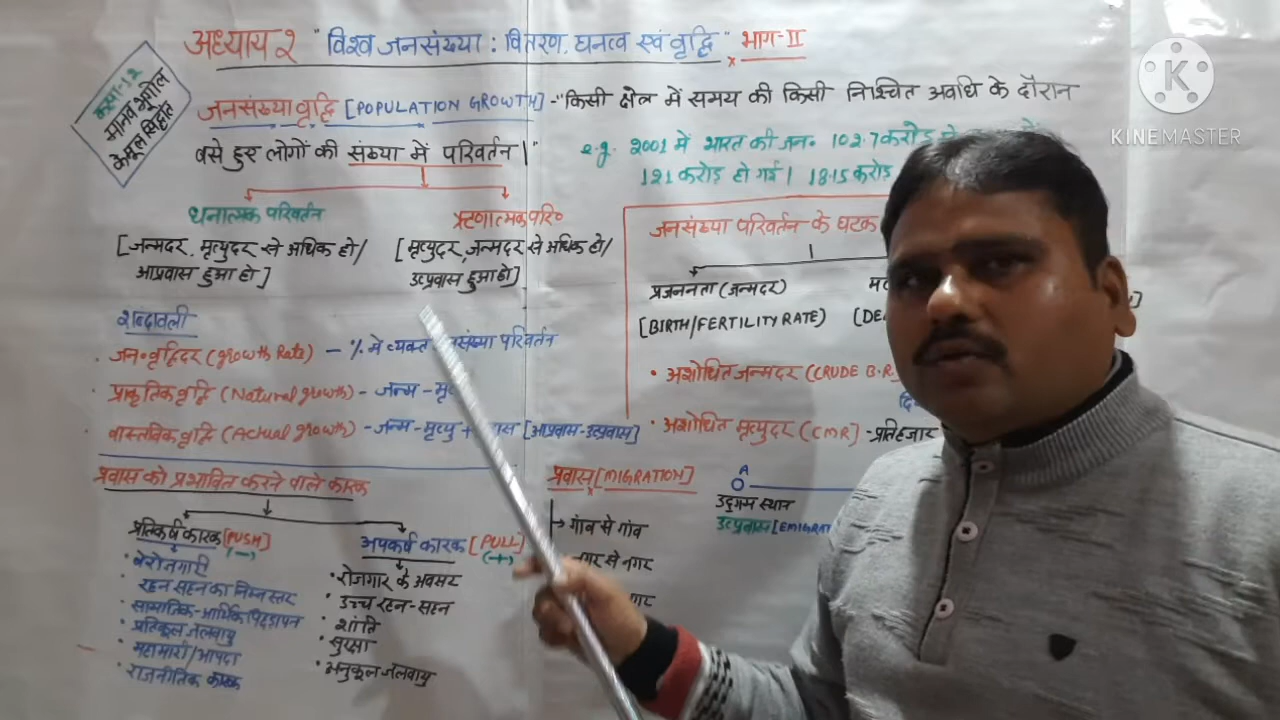 अध्याय २ "विश्व जनसंख्या : वितरण, घनत्व एवं वृद्धि" भाग-II
कक्षा-12
मानव भूगोल
के मूल सिद्धांत
जनसंख्या वृद्धि [POPULATION GROWTH] - "किसी क्षेत्र में समय की किसी निश्चित अवधि के दौरान
बसे हुए लोगों की संख्या में परिवर्तन।"
e.g. 2001 में भारत की जन० 102.7 करोड़ से
121 करोड़ हो गई। 18.15 करोड़
धनात्मक परिवर्तन
[जन्मदर, मृत्युदर से अधिक हो/
आप्रवास हुआ हो]
ऋणात्मक परि०
[मृत्युदर, जन्मदर से अधिक हो/
उत्प्रवास हुआ हो]
जनसंख्या परिवर्तन के घटक
प्रजननता (जन्मदर)
[BIRTH/FERTILITY RATE)
• अशोधित जन्मदर (CRUDE B.R.
• अशोधित मृत्युदर (CMR) - प्रतिहजार
शब्दावली
• जन० वृद्धिदर (growth Rate) - % में व्यक्त जनसंख्या परिवर्तन
• प्राकृतिक वृद्धि (Natural growth) - जन्म -
• वास्तविक वृद्धि (Actual growth) - जन्म - मृत्यु + [आप्रवास - उत्प्रवास]
प्रवास को प्रभावित करने वाले कारक
प्रतिकर्ष कारक [PUSH]
(-)
• बेरोजगारी
• रहन सहन का निम्नस्तर
• सामाजिक-आर्थिक पिछड़ापन
• प्रतिकूल जलवायु
• महामारी/आपदा
• राजनीतिक कारक
अपकर्ष कारक [PULL]
(+)
• रोजगार के अवसर
• उच्च रहन-सहन
• शांति
• सुरक्षा
• अनुकूल जलवायु
प्रवास [MIGRATION]
गांव से गांव
नगर से नगर
A
उद्गम स्थान
उत्प्रवास [EMIGRAT
K
KINEMASTER